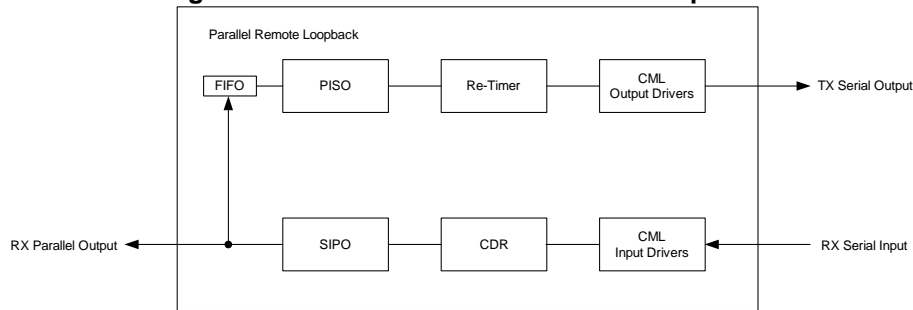 Parallel Remote Loopback
FIFO
PISO
Re-Timer
CML
Output Drivers
TX Serial Output
RX Parallel Output
SIPO
CDR
CML
Input Drivers
RX Serial Input